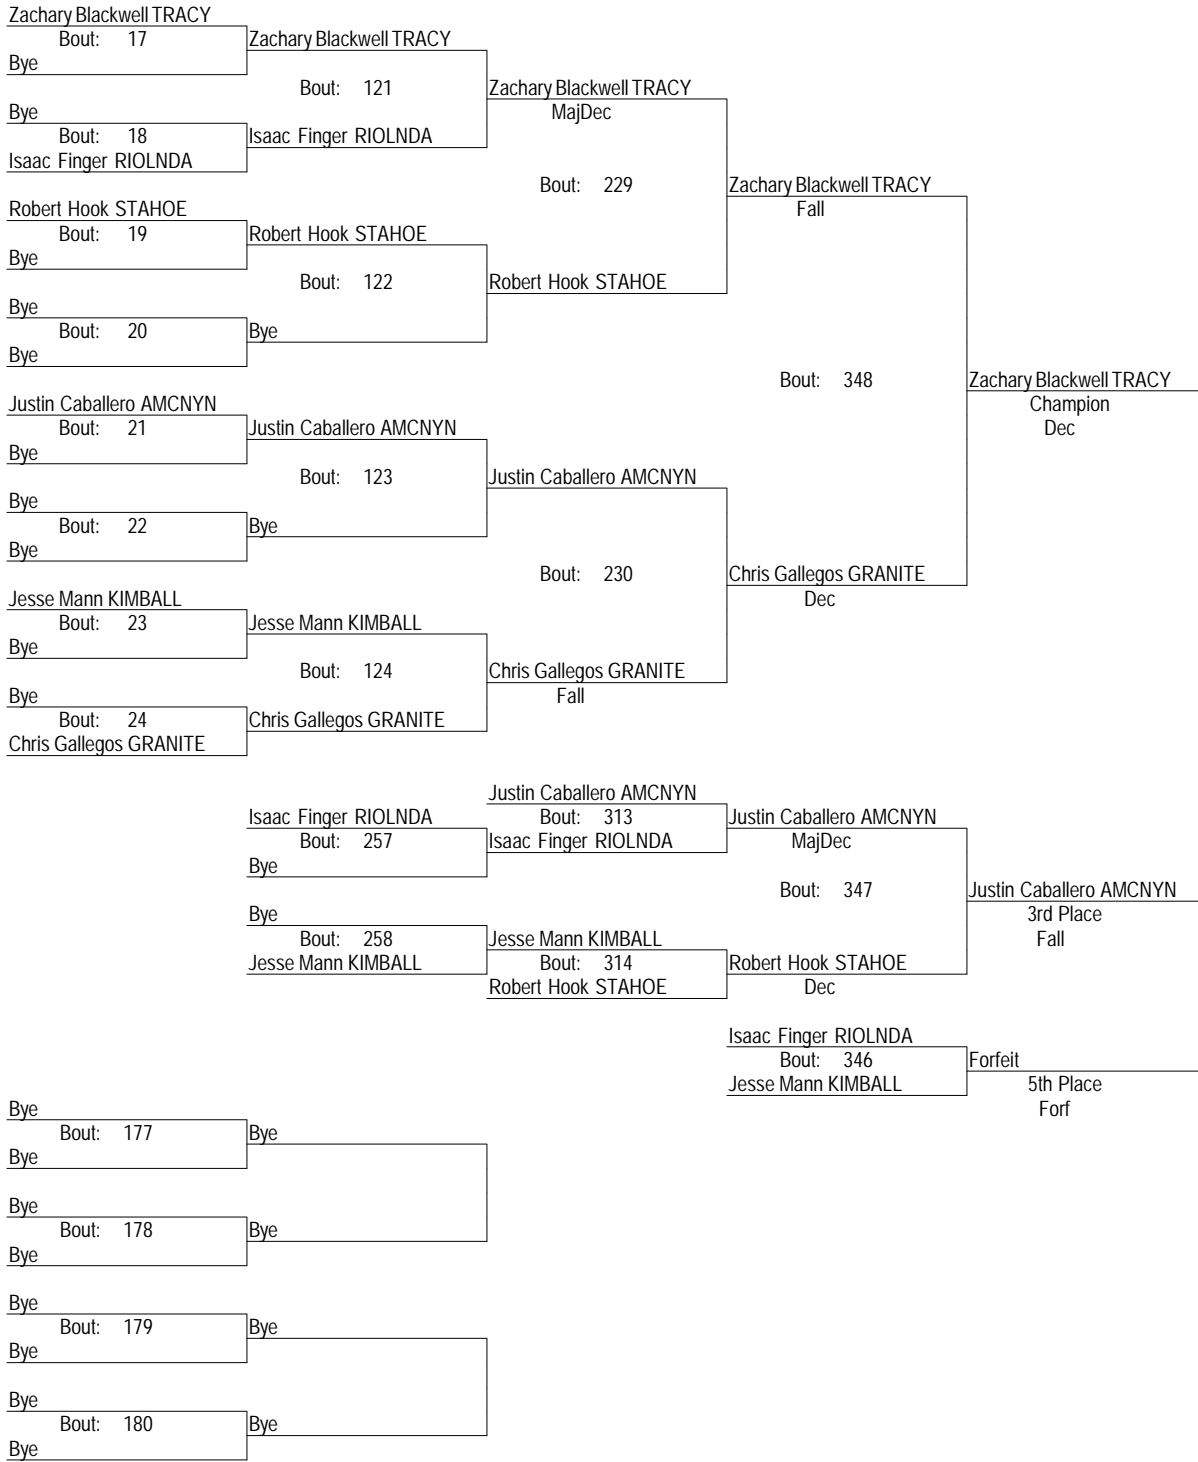 Zachary Blackwell TRACY
Bout: 17
Zachary Blackwell TRACY
Bye
Bout: 121
Zachary Blackwell TRACY
Bye
MajDec
Bout: 18
Isaac Finger RIOLNDA
Isaac Finger RIOLNDA
Bout: 229
Zachary Blackwell TRACY
Robert Hook STAHOE
Fall
Bout: 19
Robert Hook STAHOE
Bye
Bout: 122
Robert Hook STAHOE
Bye
Bout: 20
Bye
Bye
Bout: 348
Zachary Blackwell TRACY
Justin Caballero AMCNYN
Champion
Bout: 21
Justin Caballero AMCNYN
Dec
Bye
Bout: 123
Justin Caballero AMCNYN
Bye
Bout: 22
Bye
Bye
Bout: 230
Chris Gallegos GRANITE
Jesse Mann KIMBALL
Dec
Bout: 23
Jesse Mann KIMBALL
Bye
Bout: 124
Chris Gallegos GRANITE
Bye
Fall
Bout: 24
Chris Gallegos GRANITE
Chris Gallegos GRANITE
Justin Caballero AMCNYN
Isaac Finger RIOLNDA
Bout: 313
Justin Caballero AMCNYN
Bout: 257
Isaac Finger RIOLNDA
MajDec
Bye
Bout: 347
Justin Caballero AMCNYN
Bye
3rd Place
Bout: 258
Jesse Mann KIMBALL
Fall
Jesse Mann KIMBALL
Bout: 314
Robert Hook STAHOE
Robert Hook STAHOE
Dec
Isaac Finger RIOLNDA
Bout: 346
Forfeit
Jesse Mann KIMBALL
5th Place
Forf
Bye
Bout: 177
Bye
Bye
Bye
Bout: 178
Bye
Bye
Bye
Bout: 179
Bye
Bye
Bye
Bout: 180
Bye
Bye